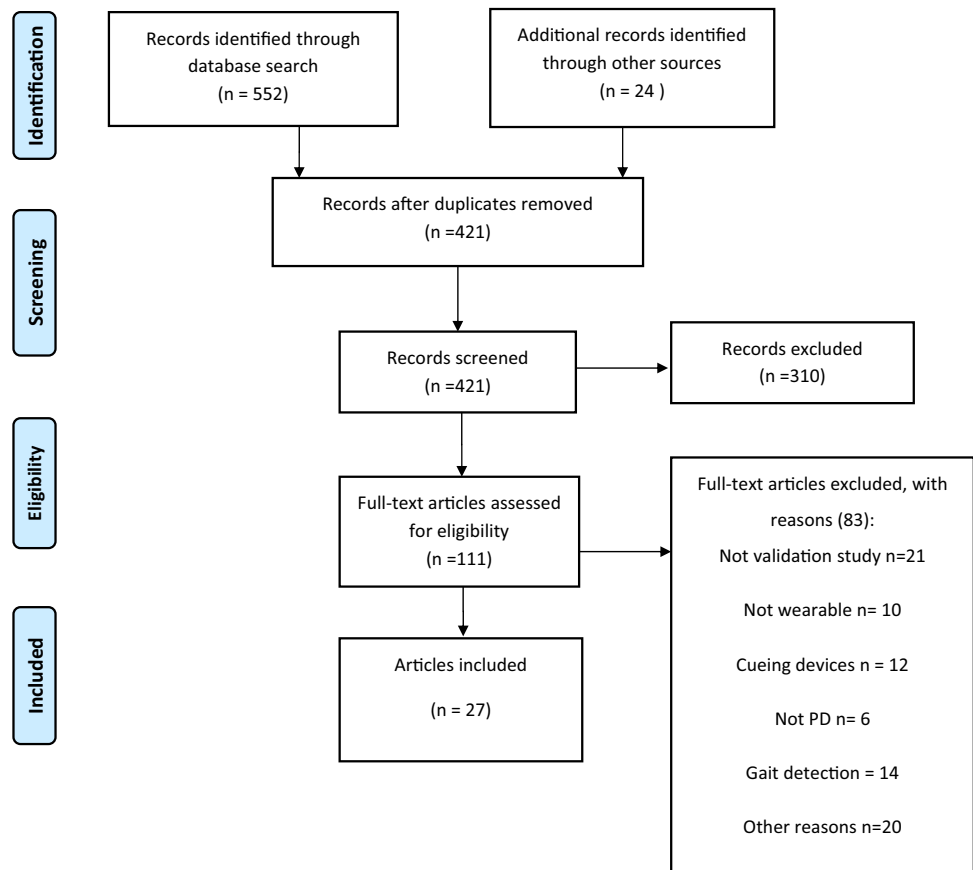 Identification
Records identified through
database search
(n = 552)
Additional records identified
through other sources
(n = 24 )
Records after duplicates removed
(n =421)
Screening
Records screened
(n =421)
Records excluded
(n =310)
Eligibility
Full-text articles assessed
for eligibility
(n =111)
Full-text articles excluded, with
reasons (83):
Not validation study n=21
Not wearable n= 10
Cueing devices n = 12
Not PD n= 6
Gait detection = 14
Other reasons n=20
Included
Articles included
(n = 27)